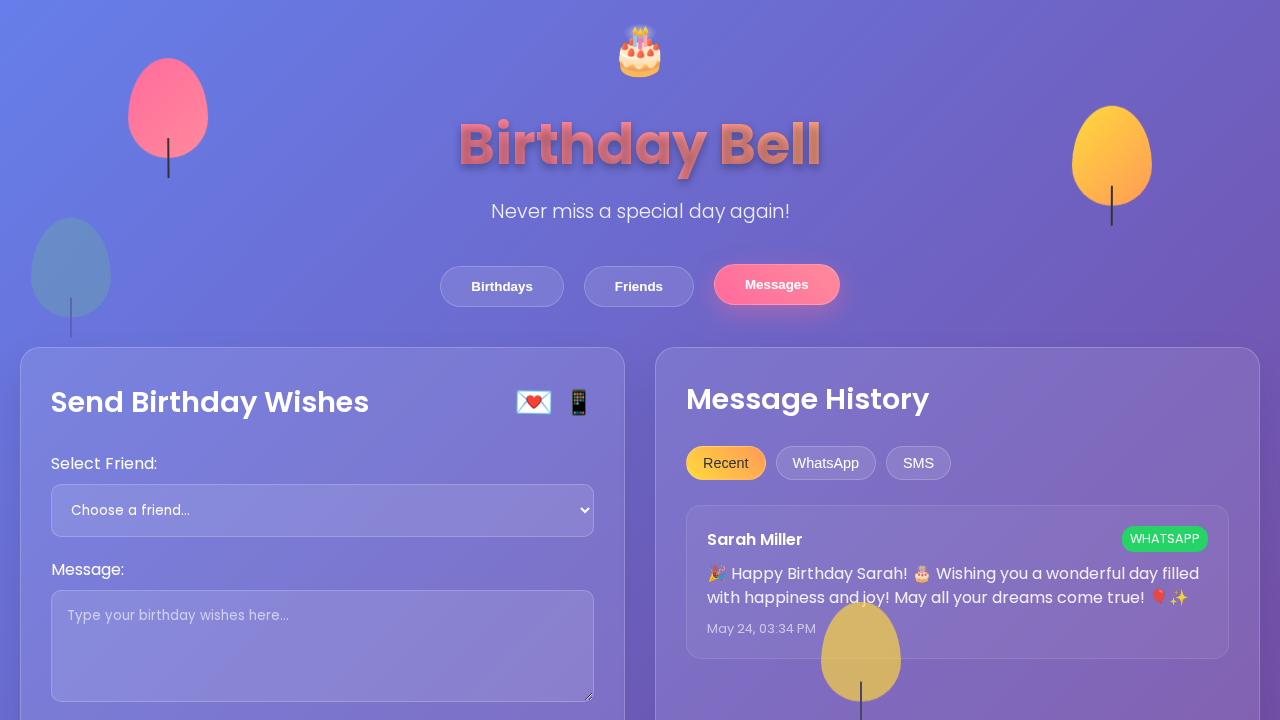 Birthday Bell
Never miss a special day again!
Birthdays
Friends
Messages
Send Birthday Wishes
Select Friend:
Choose a friend...
Message:
Type your birthday wishes here...
Message History
Recent
WhatsApp
SMS
Sarah Miller
WHATSAPP
🎉 Happy Birthday Sarah! 🎂 Wishing you a wonderful day filled
with happiness and joy! May all your dreams come true! 🎈✨
May 24, 03:34 PM